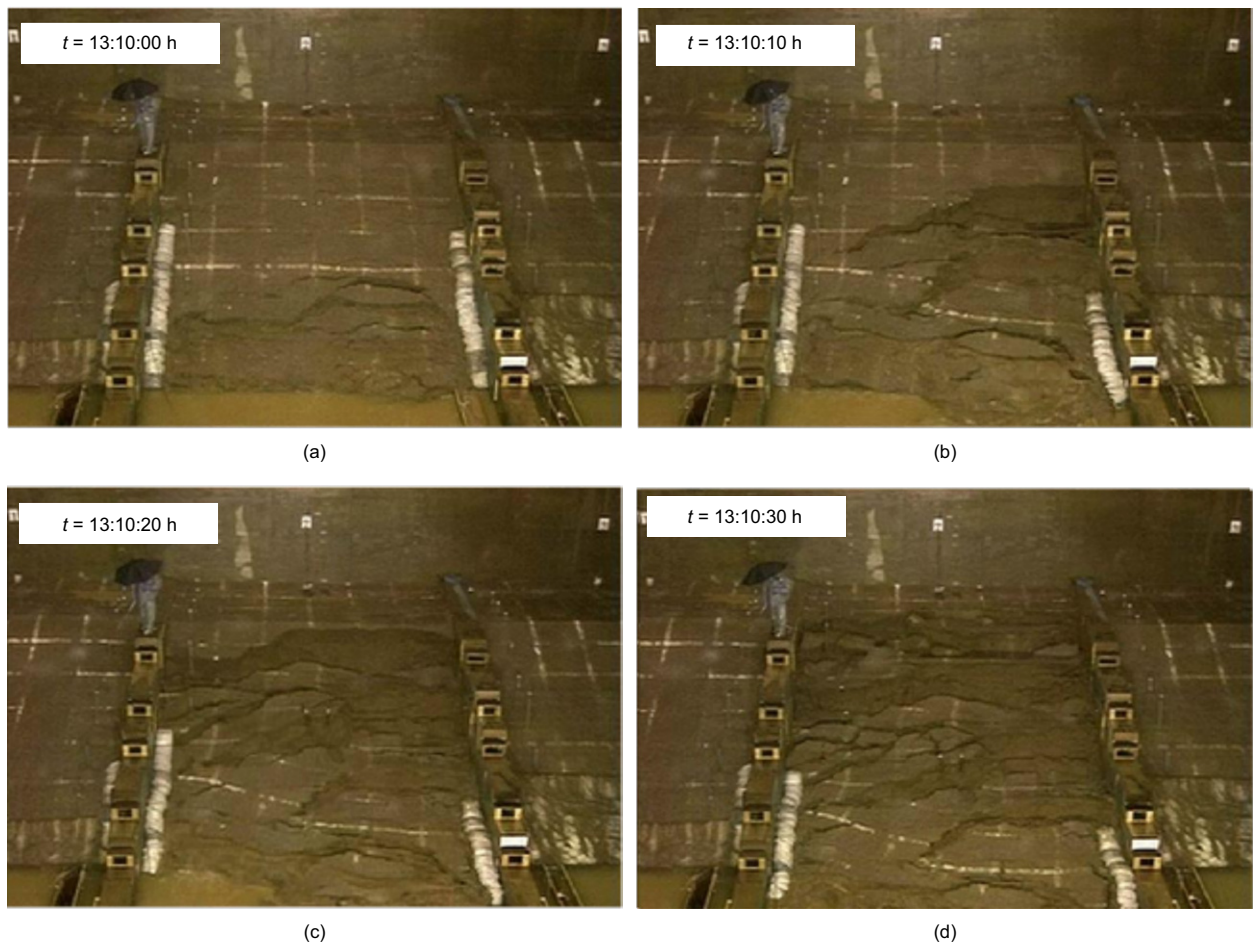 t = 13:10:00 h
t = 13:10:10 h
(a)
(b)
t = 13:10:20 h
t = 13:10:30 h
(c)
(d)